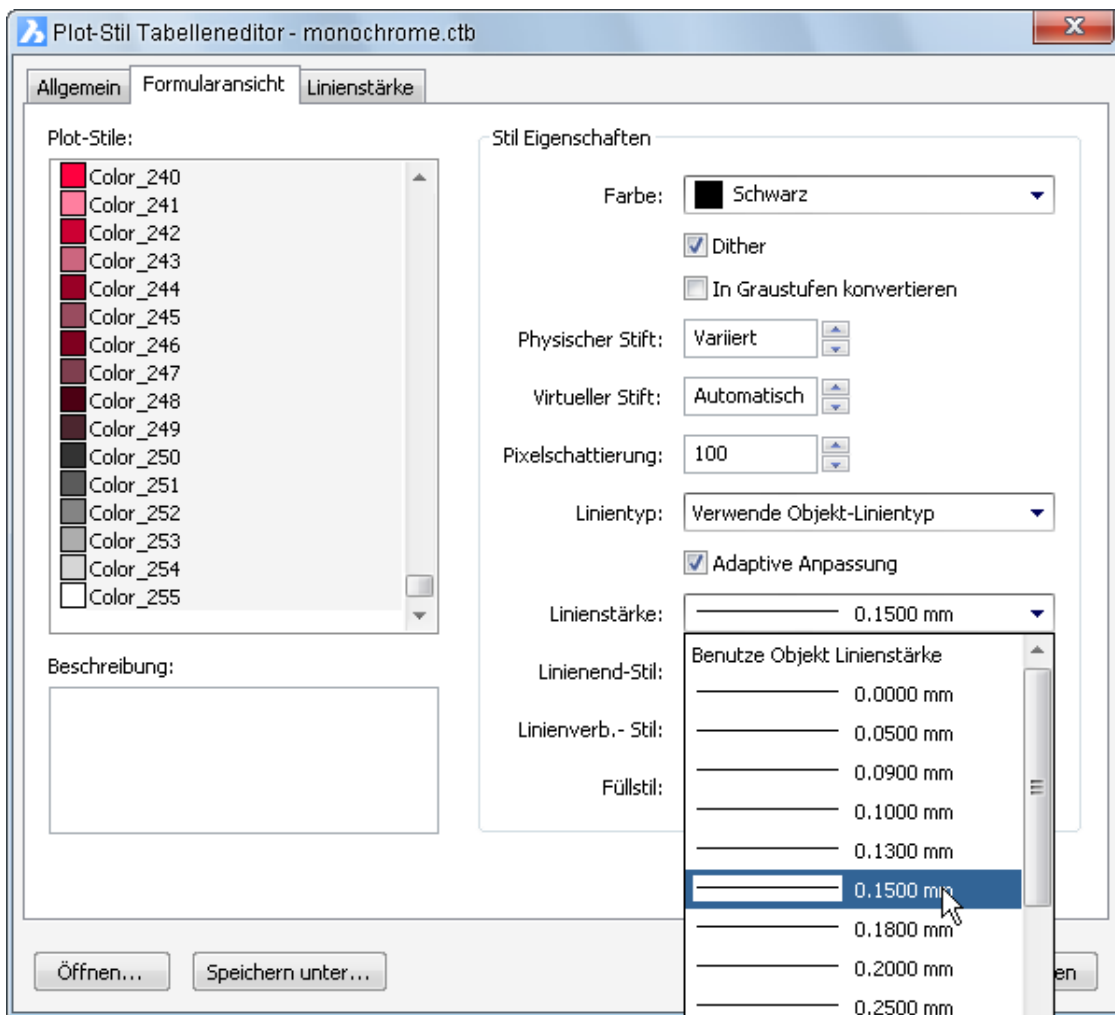 Plot-Stil Tabelleneditor - monochrome.ctb
Allgemein Formularansicht Linienstärke
Plot-Stile:
Color_240
Color_241
Color_242
Color_243
Color_244
Color_245
Color_246
Color_247
Color_248
Color_249
Color_250
Color_251
Color_252
Color_253
Color_254
Color_255
Beschreibung:
Stil Eigenschaften
Farbe: Schwarz
Dither
In Graustufen konvertieren
Physischer Stift: Variiert
Virtueller Stift: Automatisch
Pixelschattierung: 100
Linientyp: Verwende Objekt-Linientyp
Adaptive Anpassung
Linienstärke: 0.1500 mm
Benutze Objekt Linienstärke
0.0000 mm
0.0500 mm
0.0900 mm
0.1000 mm
0.1300 mm
0.1500 mm
0.1800 mm
0.2000 mm
0.2500 mm
Linienend-Stil:
Linienverb.- Stil:
Füllstil:
Öffnen... Speichern unter... en